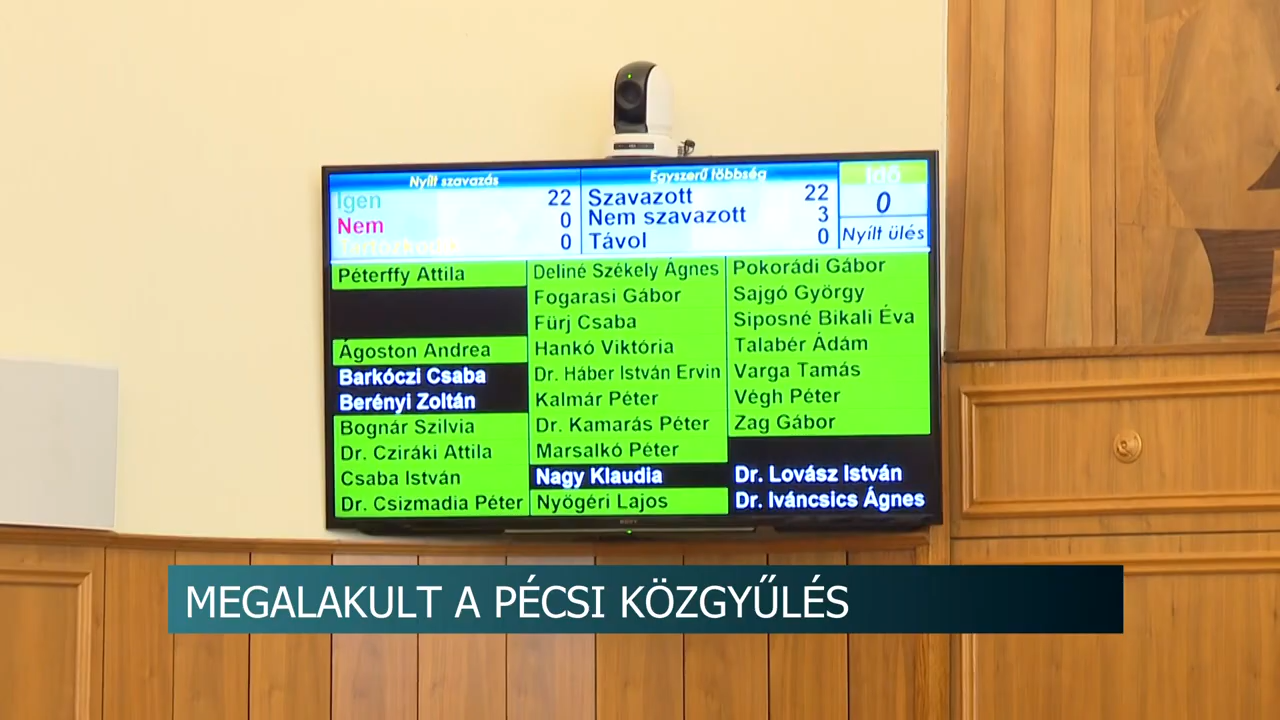 Nyílt szavazás
Igen 22
Nem 0
Tartózkodás 0
Egyszerű többség
Szavazott 22
Nem szavazott 3
Távol 0
Idő
0
Nyílt ülés
Péterffy Attila
Ágoston Andrea
Barkóczi Csaba
Berényi Zoltán
Bognár Szilvia
Dr. Cziráki Attila
Csaba István
Dr. Csizmadia Péter
Deliné Székely Ágnes
Fogarasi Gábor
Fürj Csaba
Hankó Viktória
Dr. Háber István Ervin
Kalmár Péter
Dr. Kamarás Péter
Marsalkó Péter
Nagy Klaudia
Nyögéri Lajos
Pokorádi Gábor
Sajgó György
Siposné Bikali Éva
Talabér Ádám
Varga Tamás
Végh Péter
Zag Gábor
Dr. Lovász István
Dr. Iváncsics Ágnes
SONY
MEGALAKULT A PÉCSI KÖZGYŰLÉS